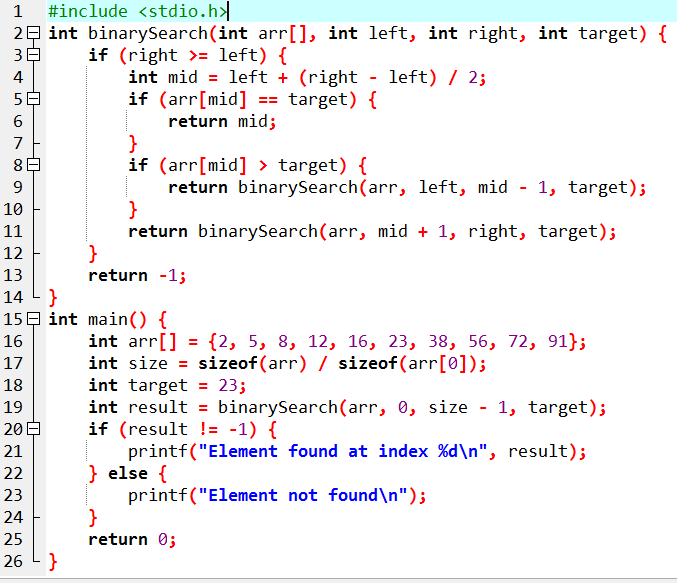 1 #include <stdio.h>
2 int binarySearch(int arr[], int left, int right, int target) {
3     if (right >= left) {
4         int mid = left + (right - left) / 2;
5         if (arr[mid] == target) {
6             return mid;
7         }
8         if (arr[mid] > target) {
9             return binarySearch(arr, left, mid - 1, target);
10         }
11         return binarySearch(arr, mid + 1, right, target);
12     }
13     return -1;
14 }
15 int main() {
16     int arr[] = {2, 5, 8, 12, 16, 23, 38, 56, 72, 91};
17     int size = sizeof(arr) / sizeof(arr[0]);
18     int target = 23;
19     int result = binarySearch(arr, 0, size - 1, target);
20     if (result != -1) {
21         printf("Element found at index %d\n", result);
22     } else {
23         printf("Element not found\n");
24     }
25     return 0;
26 }